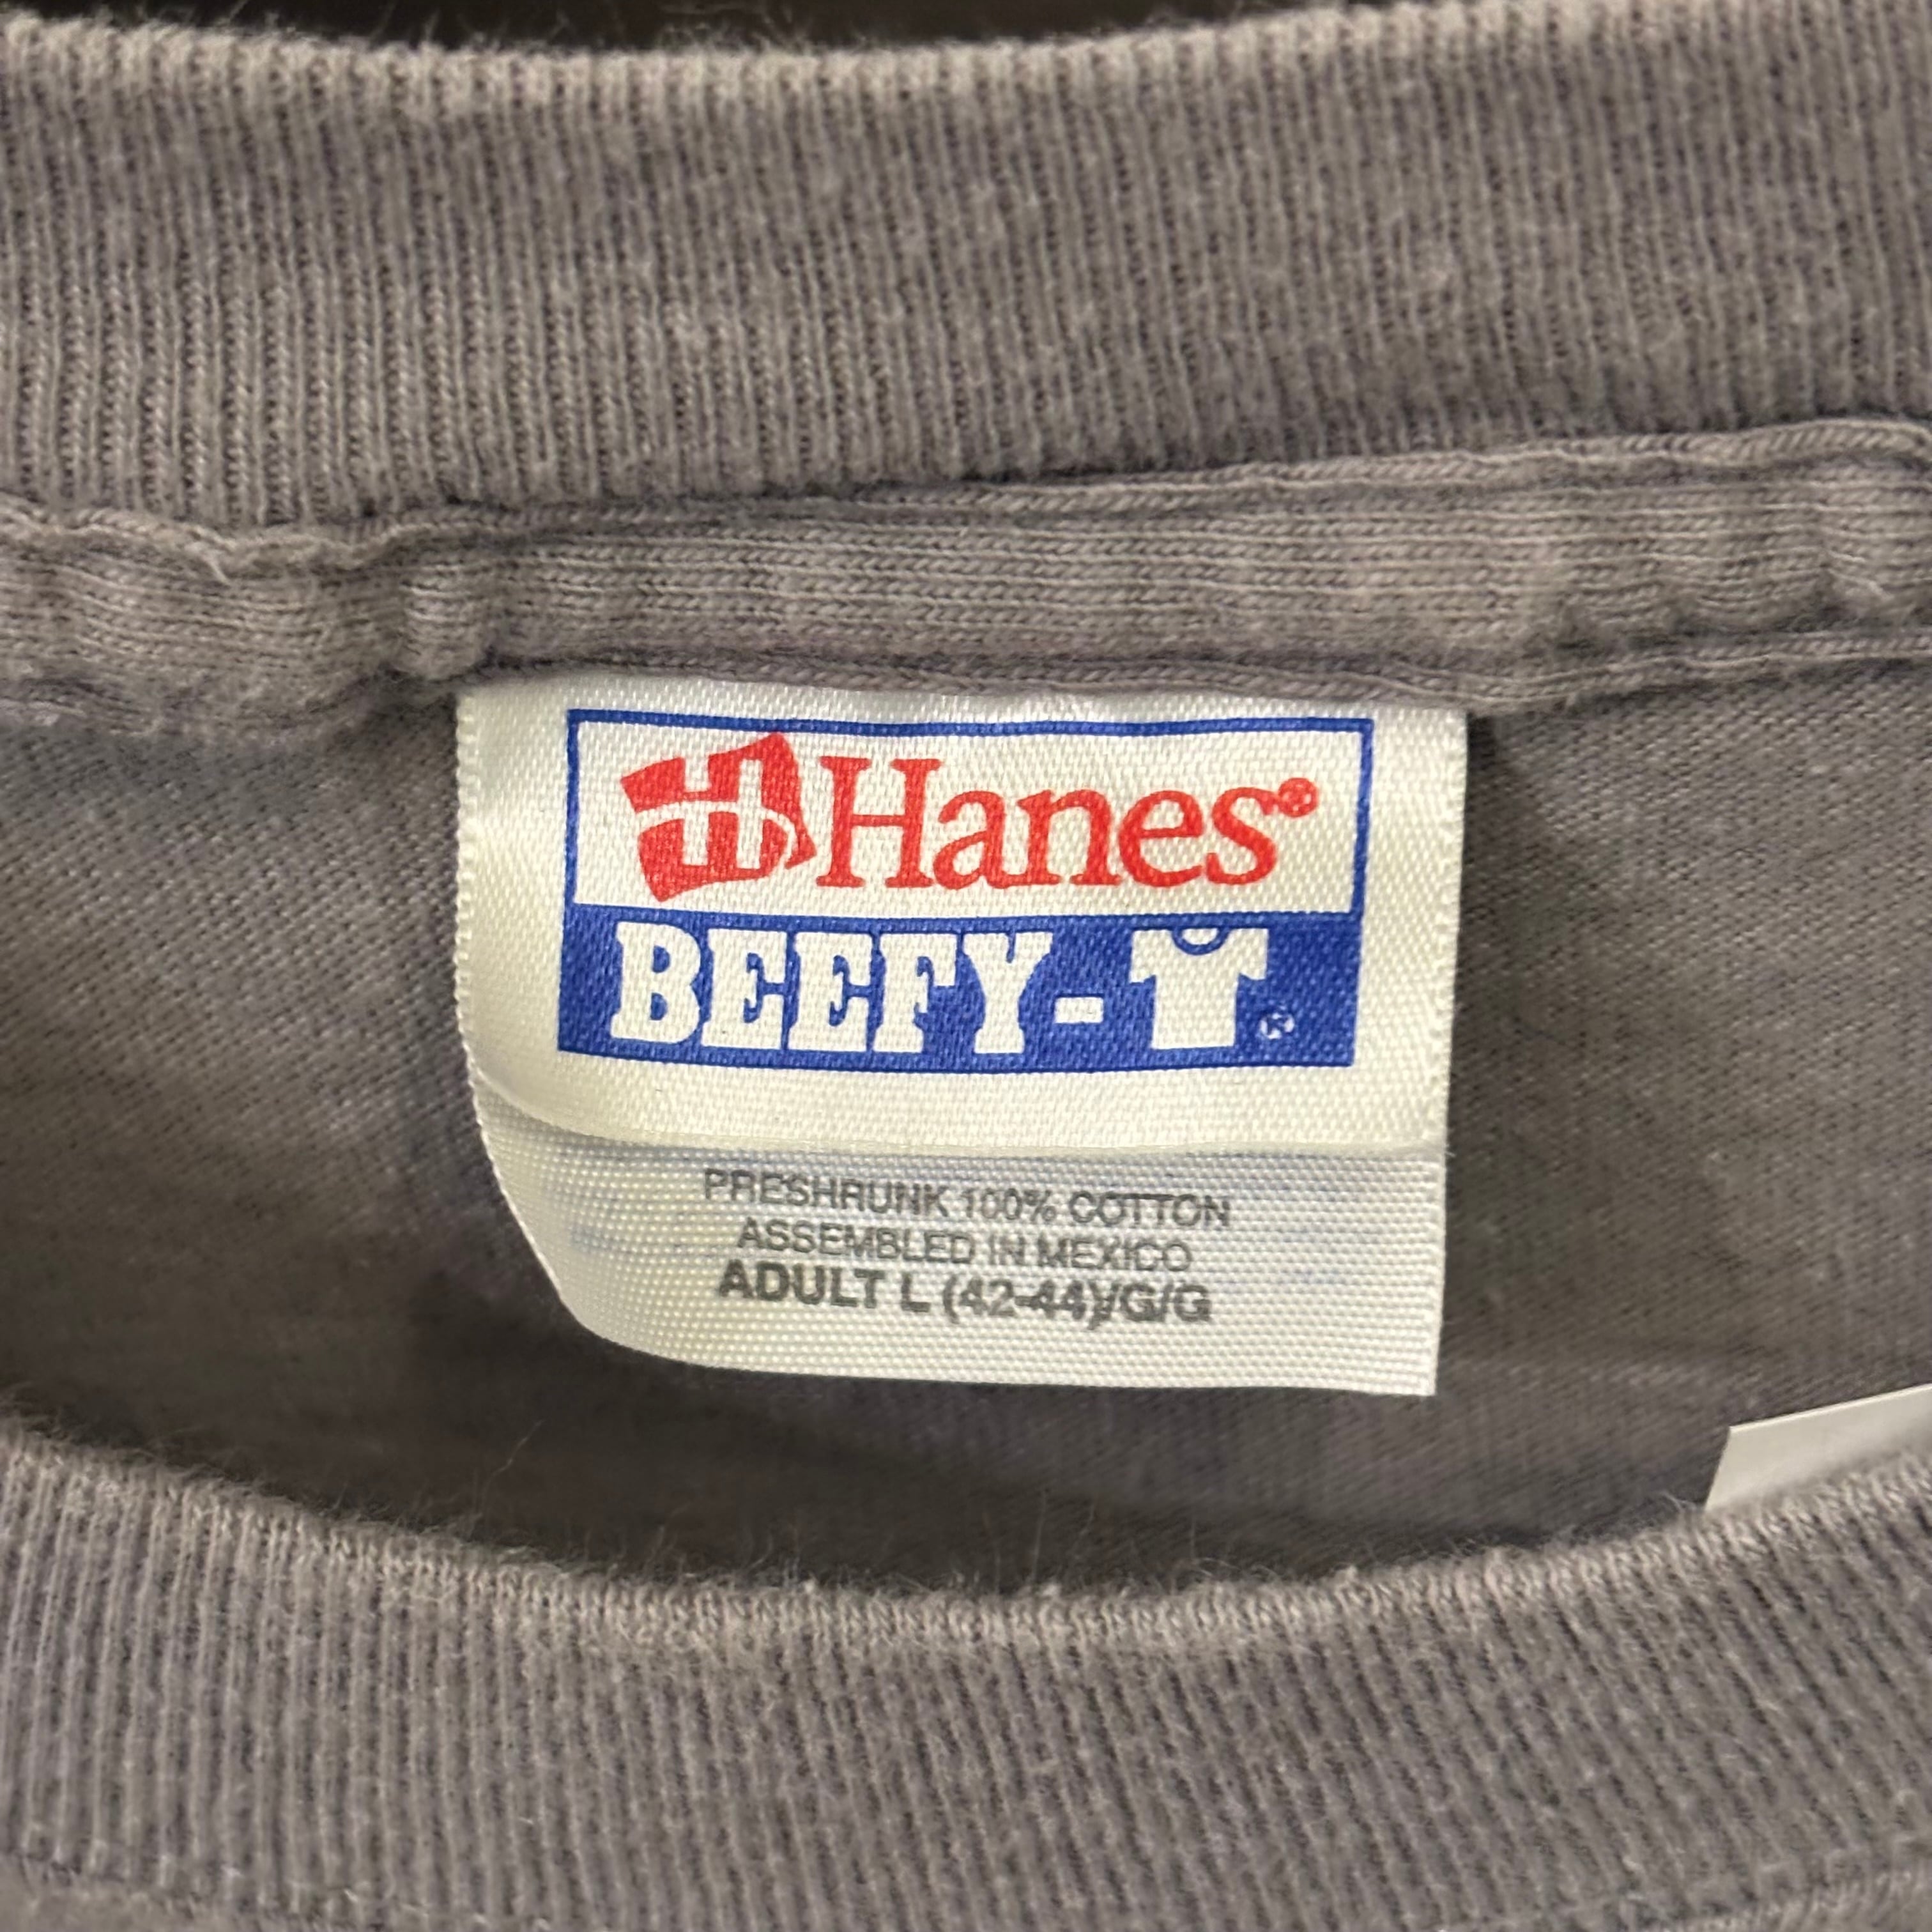 H Hanes®
BEEFY-T®
PRESHRUNK 100% COTTON
ASSEMBLED IN MEXICO
ADULT L (42-44)/G/G